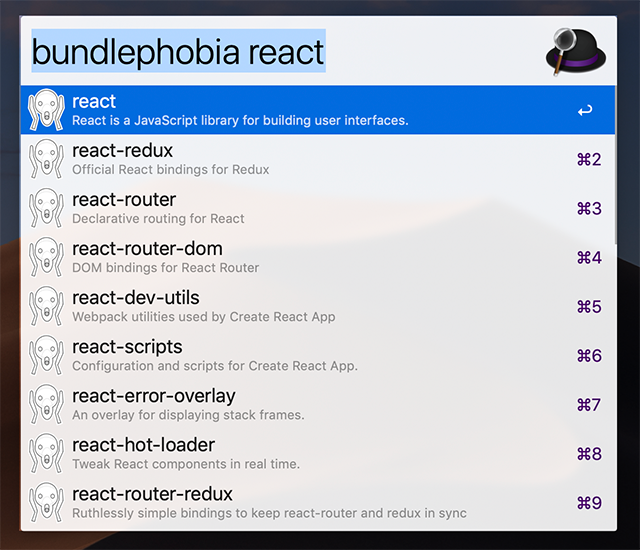 bundlephobia react
react
React is a JavaScript library for building user interfaces.
react-redux
Official React bindings for Redux
⌘2
react-router
Declarative routing for React
⌘3
react-router-dom
DOM bindings for React Router
⌘4
react-dev-utils
Webpack utilities used by Create React App
⌘5
react-scripts
Configuration and scripts for Create React App.
⌘6
react-error-overlay
An overlay for displaying stack frames.
⌘7
react-hot-loader
Tweak React components in real time.
⌘8
react-router-redux
Ruthlessly simple bindings to keep react-router and redux in sync
⌘9